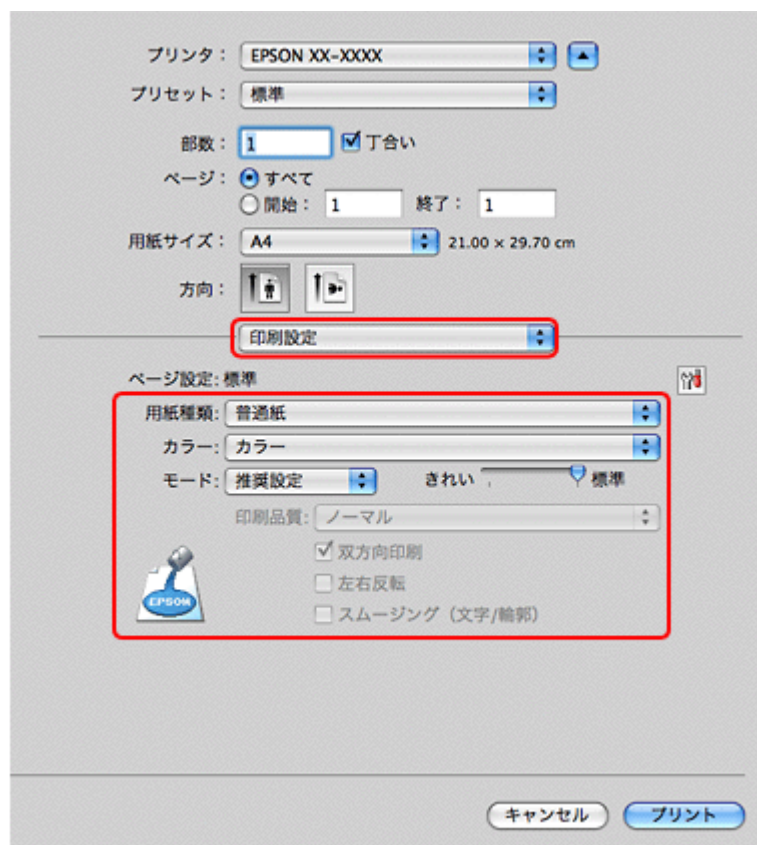 プリンタ： EPSON XX-XXXX
プリセット： 標準
部数： 1 丁合い
ページ： すべて
開始： 1 終了： 1
用紙サイズ： A4 21.00 × 29.70 cm
方向：
印刷設定
ページ設定: 標準
用紙種類: 普通紙
カラー: カラー
モード: 推奨設定 きれい 標準
印刷品質: ノーマル
双方向印刷
左右反転
EPSON
スムージング（文字/輪郭）
キャンセル プリント